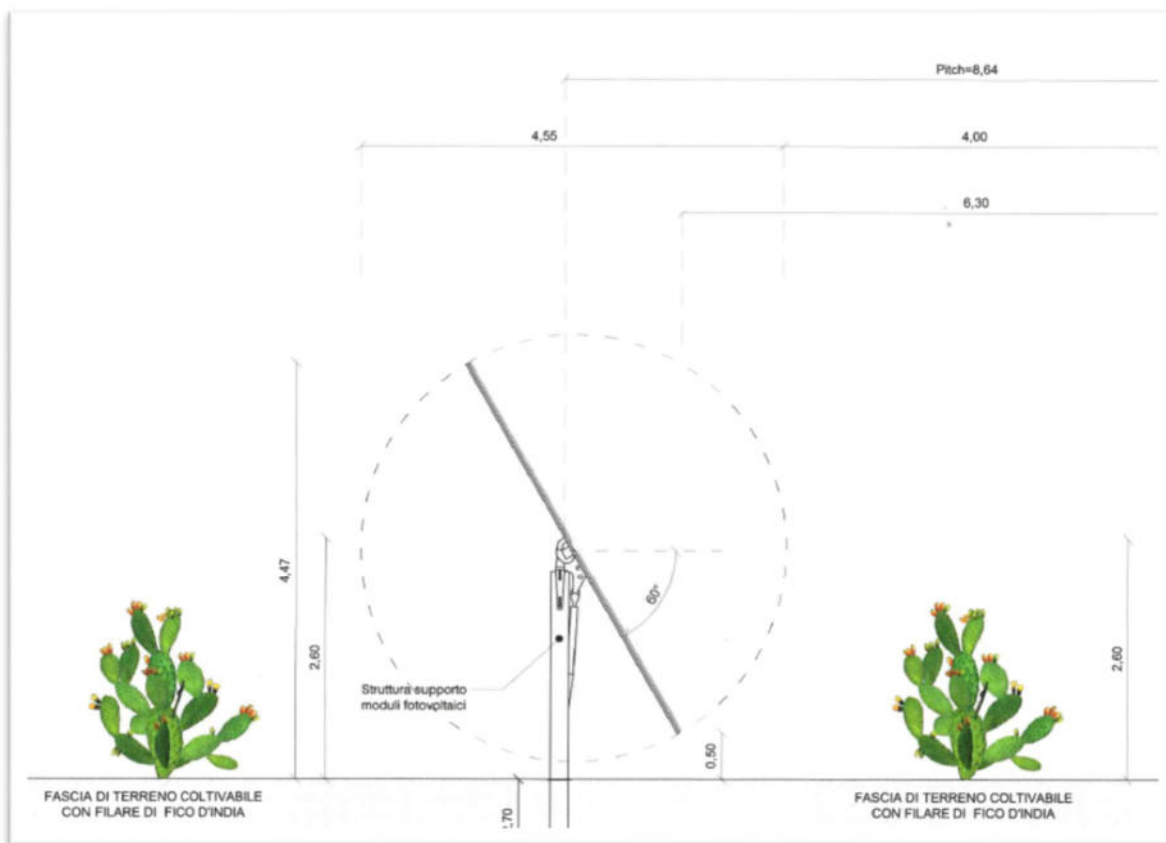 Pitch=8,64
4,55
4,00
6,30
4,47
2,60
60°
2,60
Struttura supporto
moduli fotovoltaici
0,50
,70
FASCIA DI TERRENO COLTIVABILE
CON FILARE DI FICO D'INDIA
FASCIA DI TERRENO COLTIVABILE
CON FILARE DI FICO D'INDIA